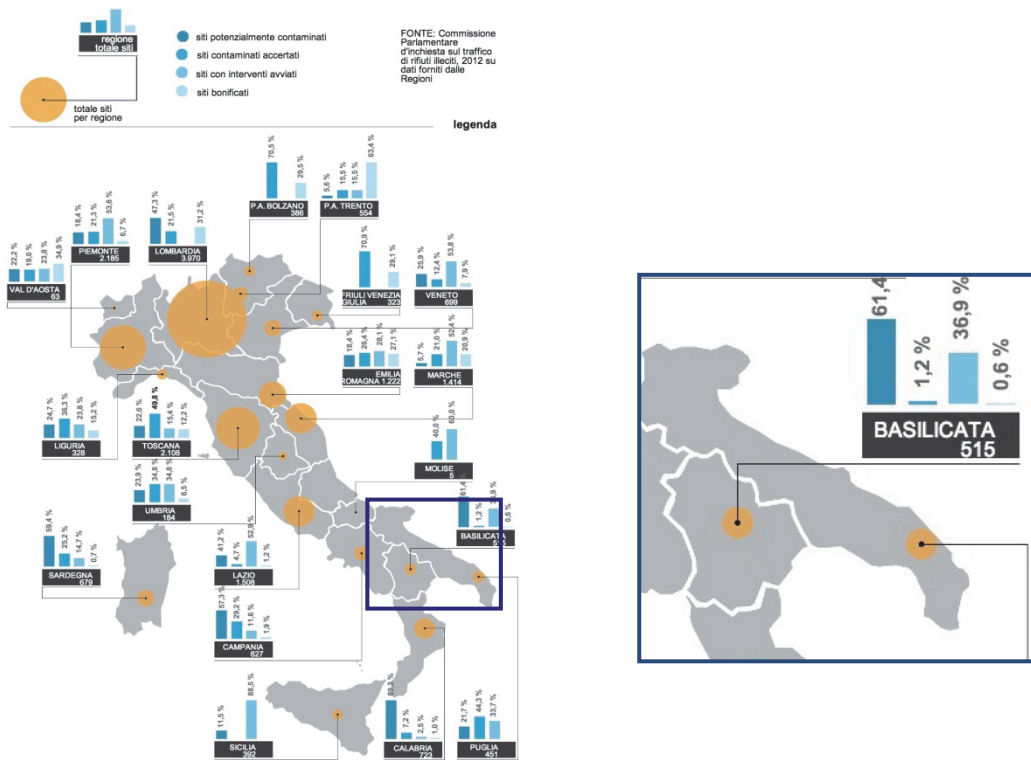 regione
totale siti
totale siti
per regione
siti potenzialmente contaminati
siti contaminati accertati
siti con interventi avviati
siti bonificati
FONTE: Commissione
Parlamentare
d'inchiesta sul traffico
di rifiuti illeciti, 2012 su
dati forniti dalle
Regioni
legenda
70,5 %
29,5 %
P.A. BOLZANO
386
5,6 %
15,5 %
15,5 %
63,4 %
P.A. TRENTO
554
22,2 %
19,0 %
23,8 %
34,9 %
VAL D'AOSTA
63
18,4 %
21,3 %
53,6 %
6,7 %
PIEMONTE
2.185
47,3 %
21,5 %
31,2 %
LOMBARDIA
3.970
70,9 %
29,1 %
FRIULI VENEZIA
GIULIA 323
25,9 %
12,4 %
53,8 %
7,9 %
VENETO
699
18,4 %
26,4 %
28,1 %
27,1 %
EMILIA
ROMAGNA 1.222
5,7 %
21,0 %
52,4 %
20,9 %
MARCHE
1.414
24,7 %
36,3 %
23,8 %
15,2 %
LIGURIA
328
22,6 %
49,8 %
15,4 %
12,2 %
TOSCANA
2.108
40,0 %
60,0 %
MOLISE
5
23,9 %
34,8 %
34,8 %
6,5 %
UMBRIA
184
61,4
1,2 %
36,9 %
0,6 %
BASILICATA
59,4 %
25,2 %
14,7 %
0,7 %
SARDEGNA
679
41,2 %
4,7 %
52,9 %
1,2 %
LAZIO
1.508
57,3 %
29,2 %
11,6 %
1,9 %
CAMPANIA
627
11,5 %
88,5 %
SICILIA
392
89,3 %
7,2 %
2,5 %
1,0 %
CALABRIA
723
21,7 %
44,3 %
33,7 %
PUGLIA
451
61,4
1,2 %
36,9 %
0,6 %
BASILICATA
515